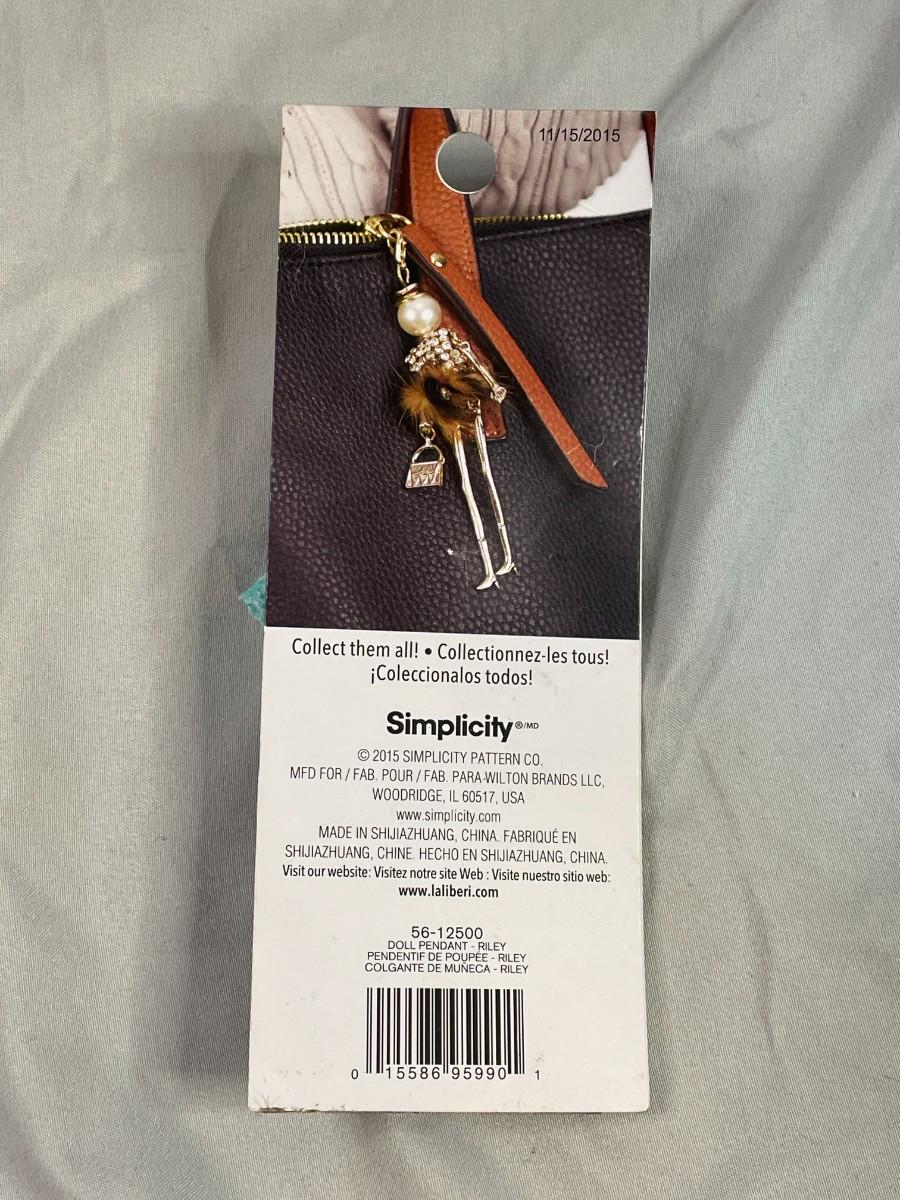 11/15/2015
Collect them all! • Collectionnez-les tous!
¡Coleccionalos todos!
Simplicity®/MD
© 2015 SIMPLICITY PATTERN CO.
MFD FOR / FAB. POUR / FAB. PARA WILTON BRANDS LLC,
WOODRIDGE, IL 60517, USA
www.simplicity.com
MADE IN SHIJIAZHUANG, CHINA. FABRIQUÉ EN
SHIJIAZHUANG, CHINE. HECHO EN SHIJIAZHUANG, CHINA.
Visit our website: Visitez notre site Web : Visite nuestro sitio web:
www.laliberi.com
56-12500
DOLL PENDANT - RILEY
PENDENTIF DE POUPÉE - RILEY
COLGANTE DE MUÑECA - RILEY
0 15586 95990 1